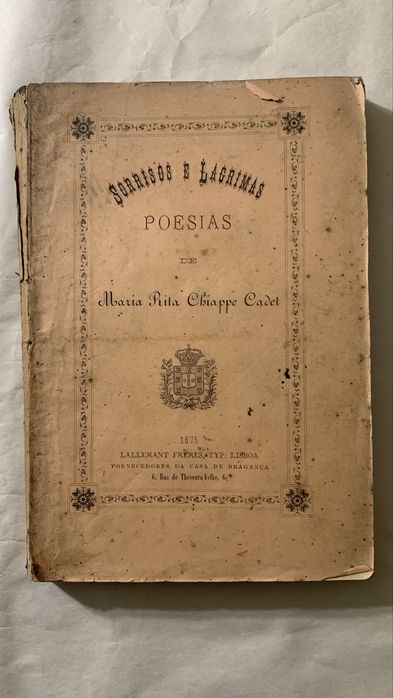 SORRISOS E LAGRIMAS
POESIAS
DE
Maria Rita Chiappe Cadet
1875
LALLEMANT FRÈRES, TYP. LISBOA
FORNECEDORES DA CASA DE BRAGANÇA
6, Rua do Thesouro Velho, 6,